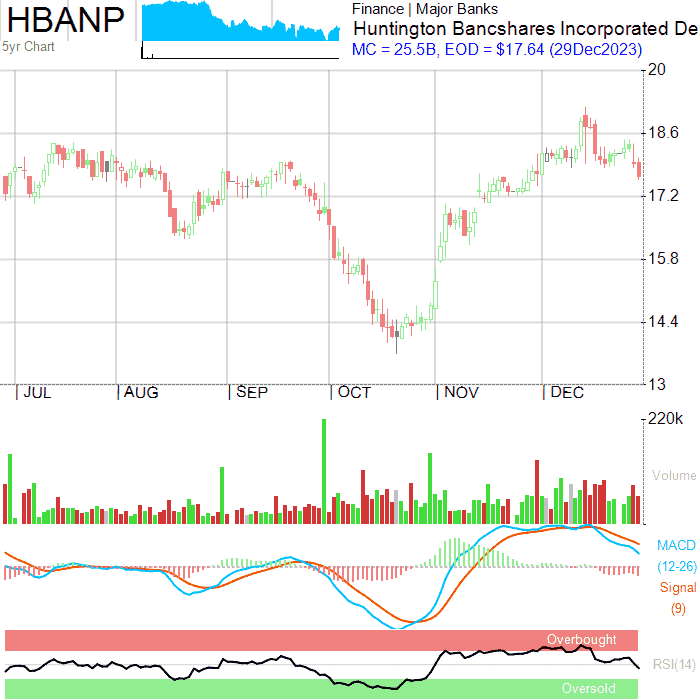 HBANP
5yr Chart
Finance | Major Banks
Huntington Bancshares Incorporated De
MC = 25.5B, EOD = $17.64 (29Dec2023)
20
18.6
17.2
15.8
14.4
13
JUL AUG SEP OCT NOV DEC
220k
Volume
MACD
(12-26)
Signal
(9)
Overbought
RSI(14)
Oversold